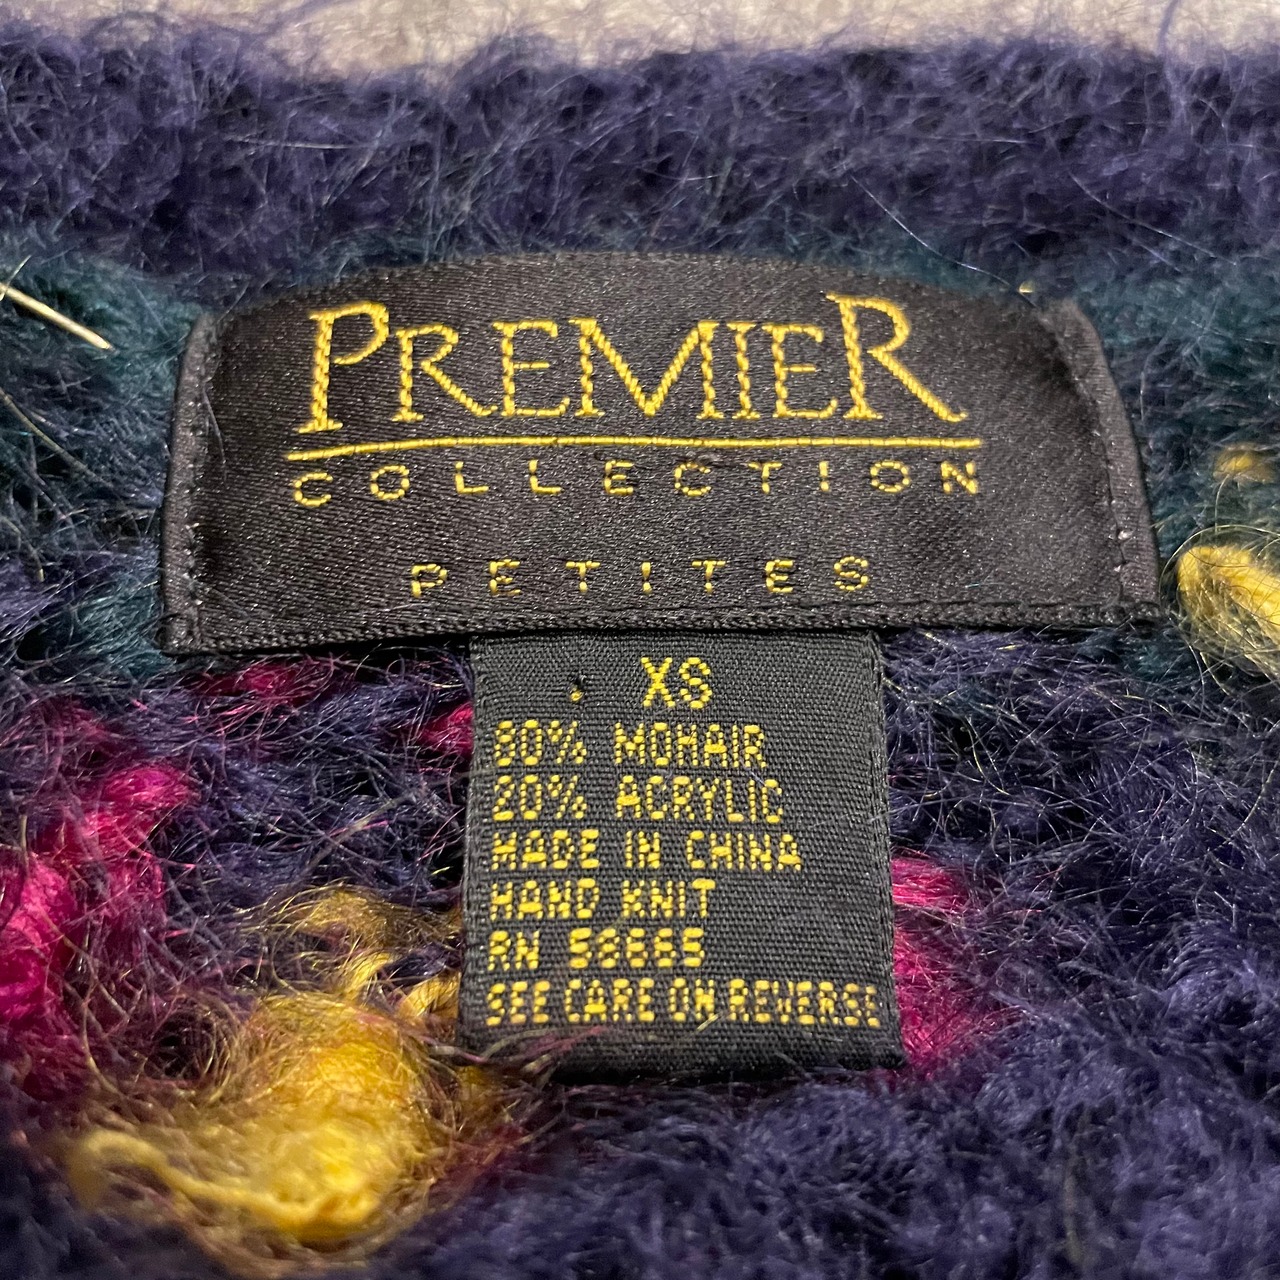 PREMIER
COLLECTION
PETITES
XS
80% MOHAIR
20% ACRYLIC
MADE IN CHINA
HAND KNIT
RN 58665
SEE CARE ON REVERSE